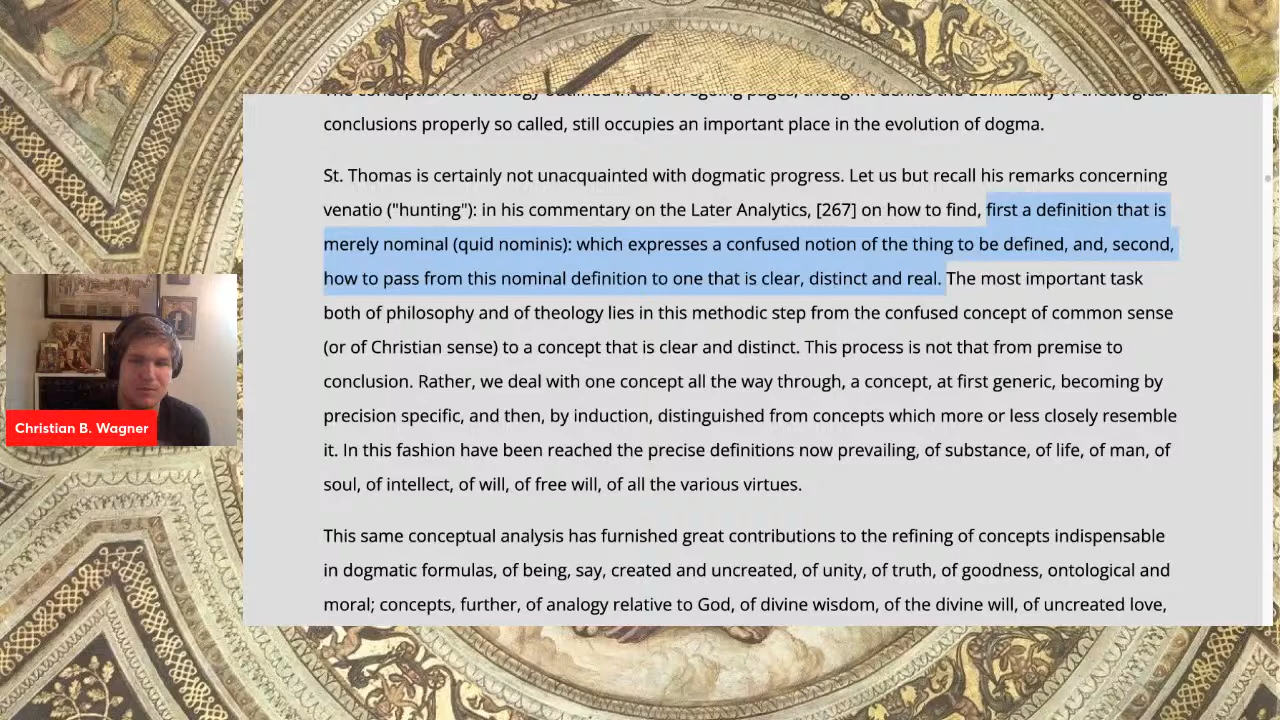 conclusions properly so called, still occupies an important place in the evolution of dogma.
St. Thomas is certainly not unacquainted with dogmatic progress. Let us but recall his remarks concerning
venatio ("hunting"): in his commentary on the Later Analytics, [267] on how to find, first a definition that is
merely nominal (quid nominis): which expresses a confused notion of the thing to be defined, and, second,
how to pass from this nominal definition to one that is clear, distinct and real. The most important task
both of philosophy and of theology lies in this methodic step from the confused concept of common sense
(or of Christian sense) to a concept that is clear and distinct. This process is not that from premise to
conclusion. Rather, we deal with one concept all the way through, a concept, at first generic, becoming by
precision specific, and then, by induction, distinguished from concepts which more or less closely resemble
it. In this fashion have been reached the precise definitions now prevailing, of substance, of life, of man, of
soul, of intellect, of will, of free will, of all the various virtues.
This same conceptual analysis has furnished great contributions to the refining of concepts indispensable
in dogmatic formulas, of being, say, created and uncreated, of unity, of truth, of goodness, ontological and
moral; concepts, further, of analogy relative to God, of divine wisdom, of the divine will, of uncreated love,
Christian B. Wagner